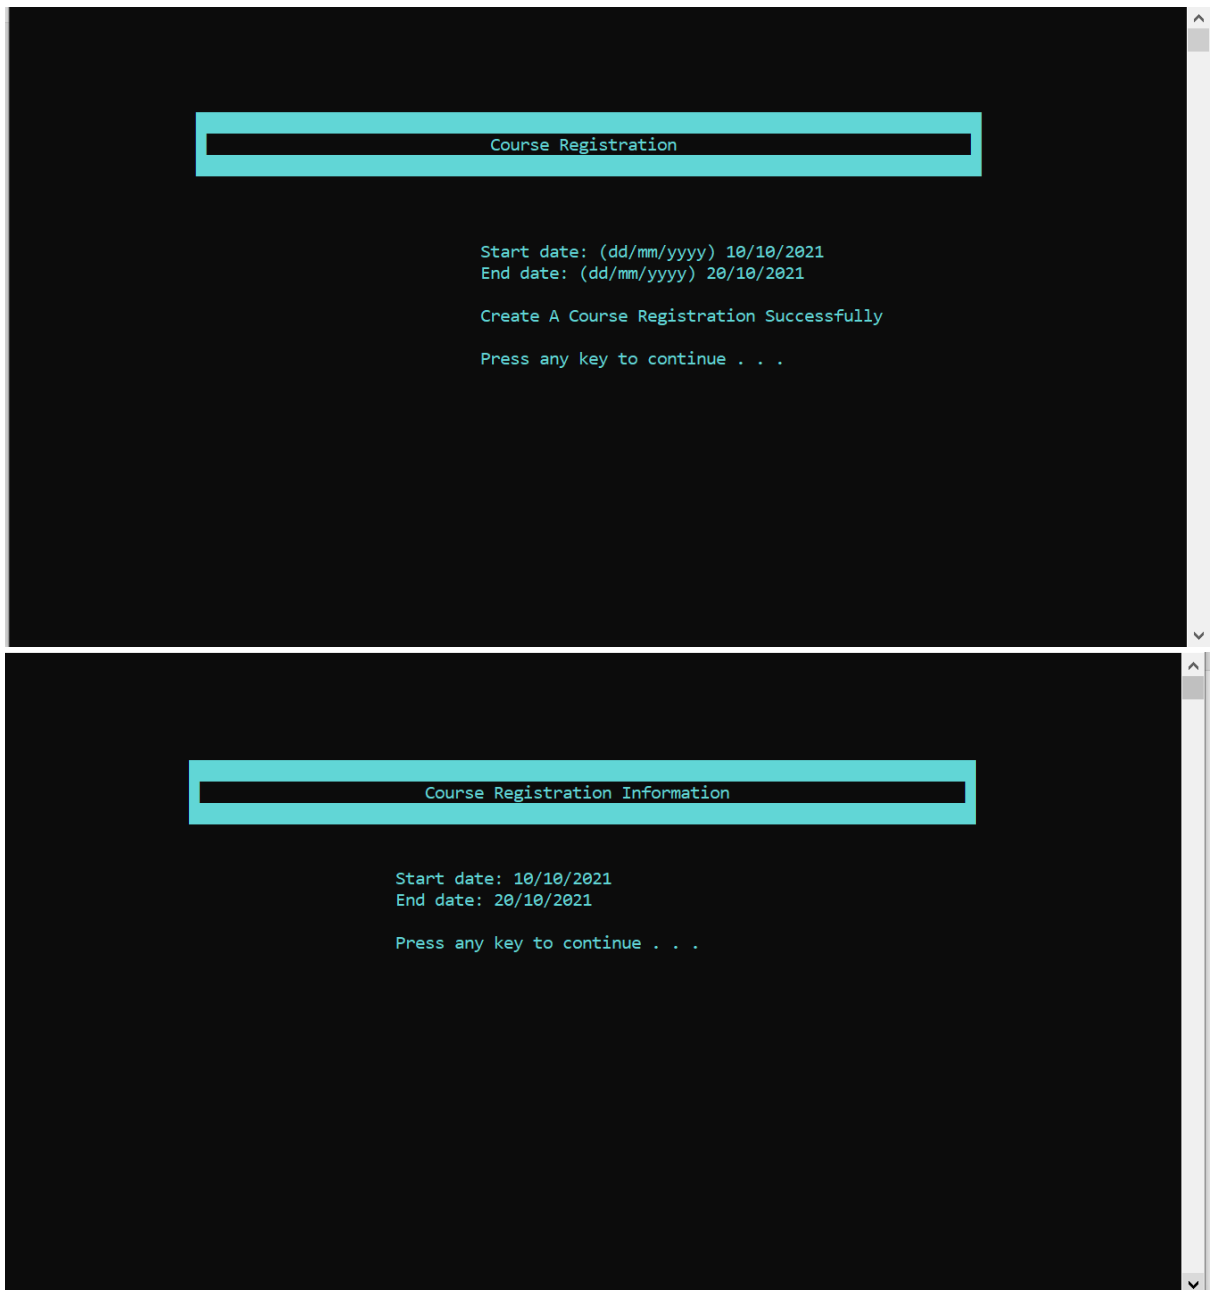 Course Registration
Start date: (dd/mm/yyyy) 10/10/2021
End date: (dd/mm/yyyy) 20/10/2021
Create A Course Registration Successfully
Press any key to continue . . .
Course Registration Information
Start date: 10/10/2021
End date: 20/10/2021
Press any key to continue . . .